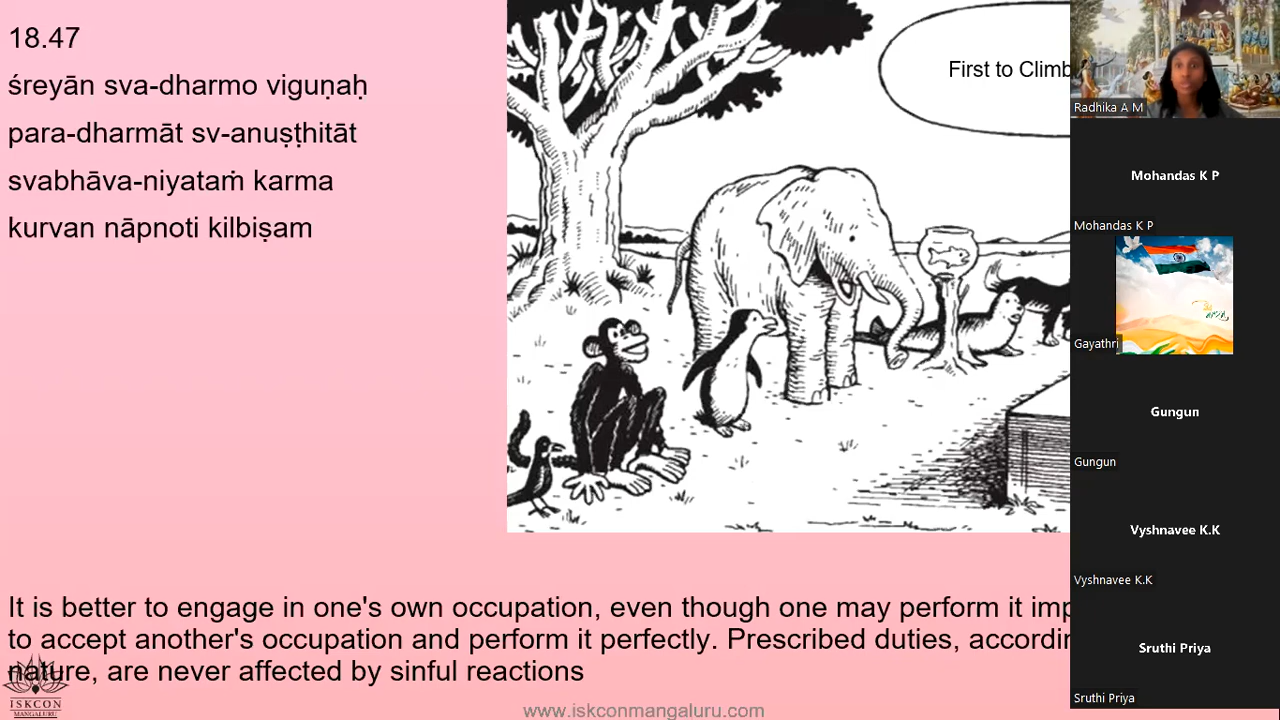 18.47
śreyān sva-dharmo viguṇaḥ
para-dharmāt sv-anuṣṭhitāt
svabhāva-niyataṁ karma
kurvan nāpnoti kilbiṣam
First to Climb
It is better to engage in one's own occupation, even though one may perform it imp
to accept another's occupation and perform it perfectly. Prescribed duties, accordin
nature, are never affected by sinful reactions
ISKCON
MANGALURU
www.iskconmangaluru.com
Radhika A M
Mohandas K P
Mohandas K P
Gayathri
Gungun
Gungun
Vyshnavee K.K
Vyshnavee K.K
Sruthi Priya
Sruthi Priya